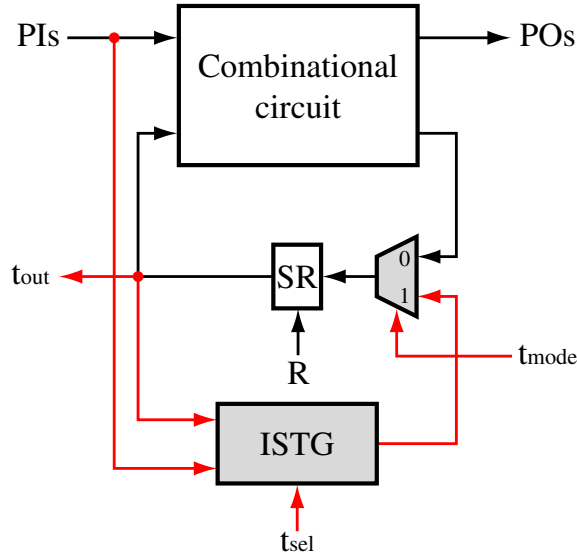 PIs
POs
Combinational
circuit
0
tout
SR
1
R
tmode
ISTG
tsel